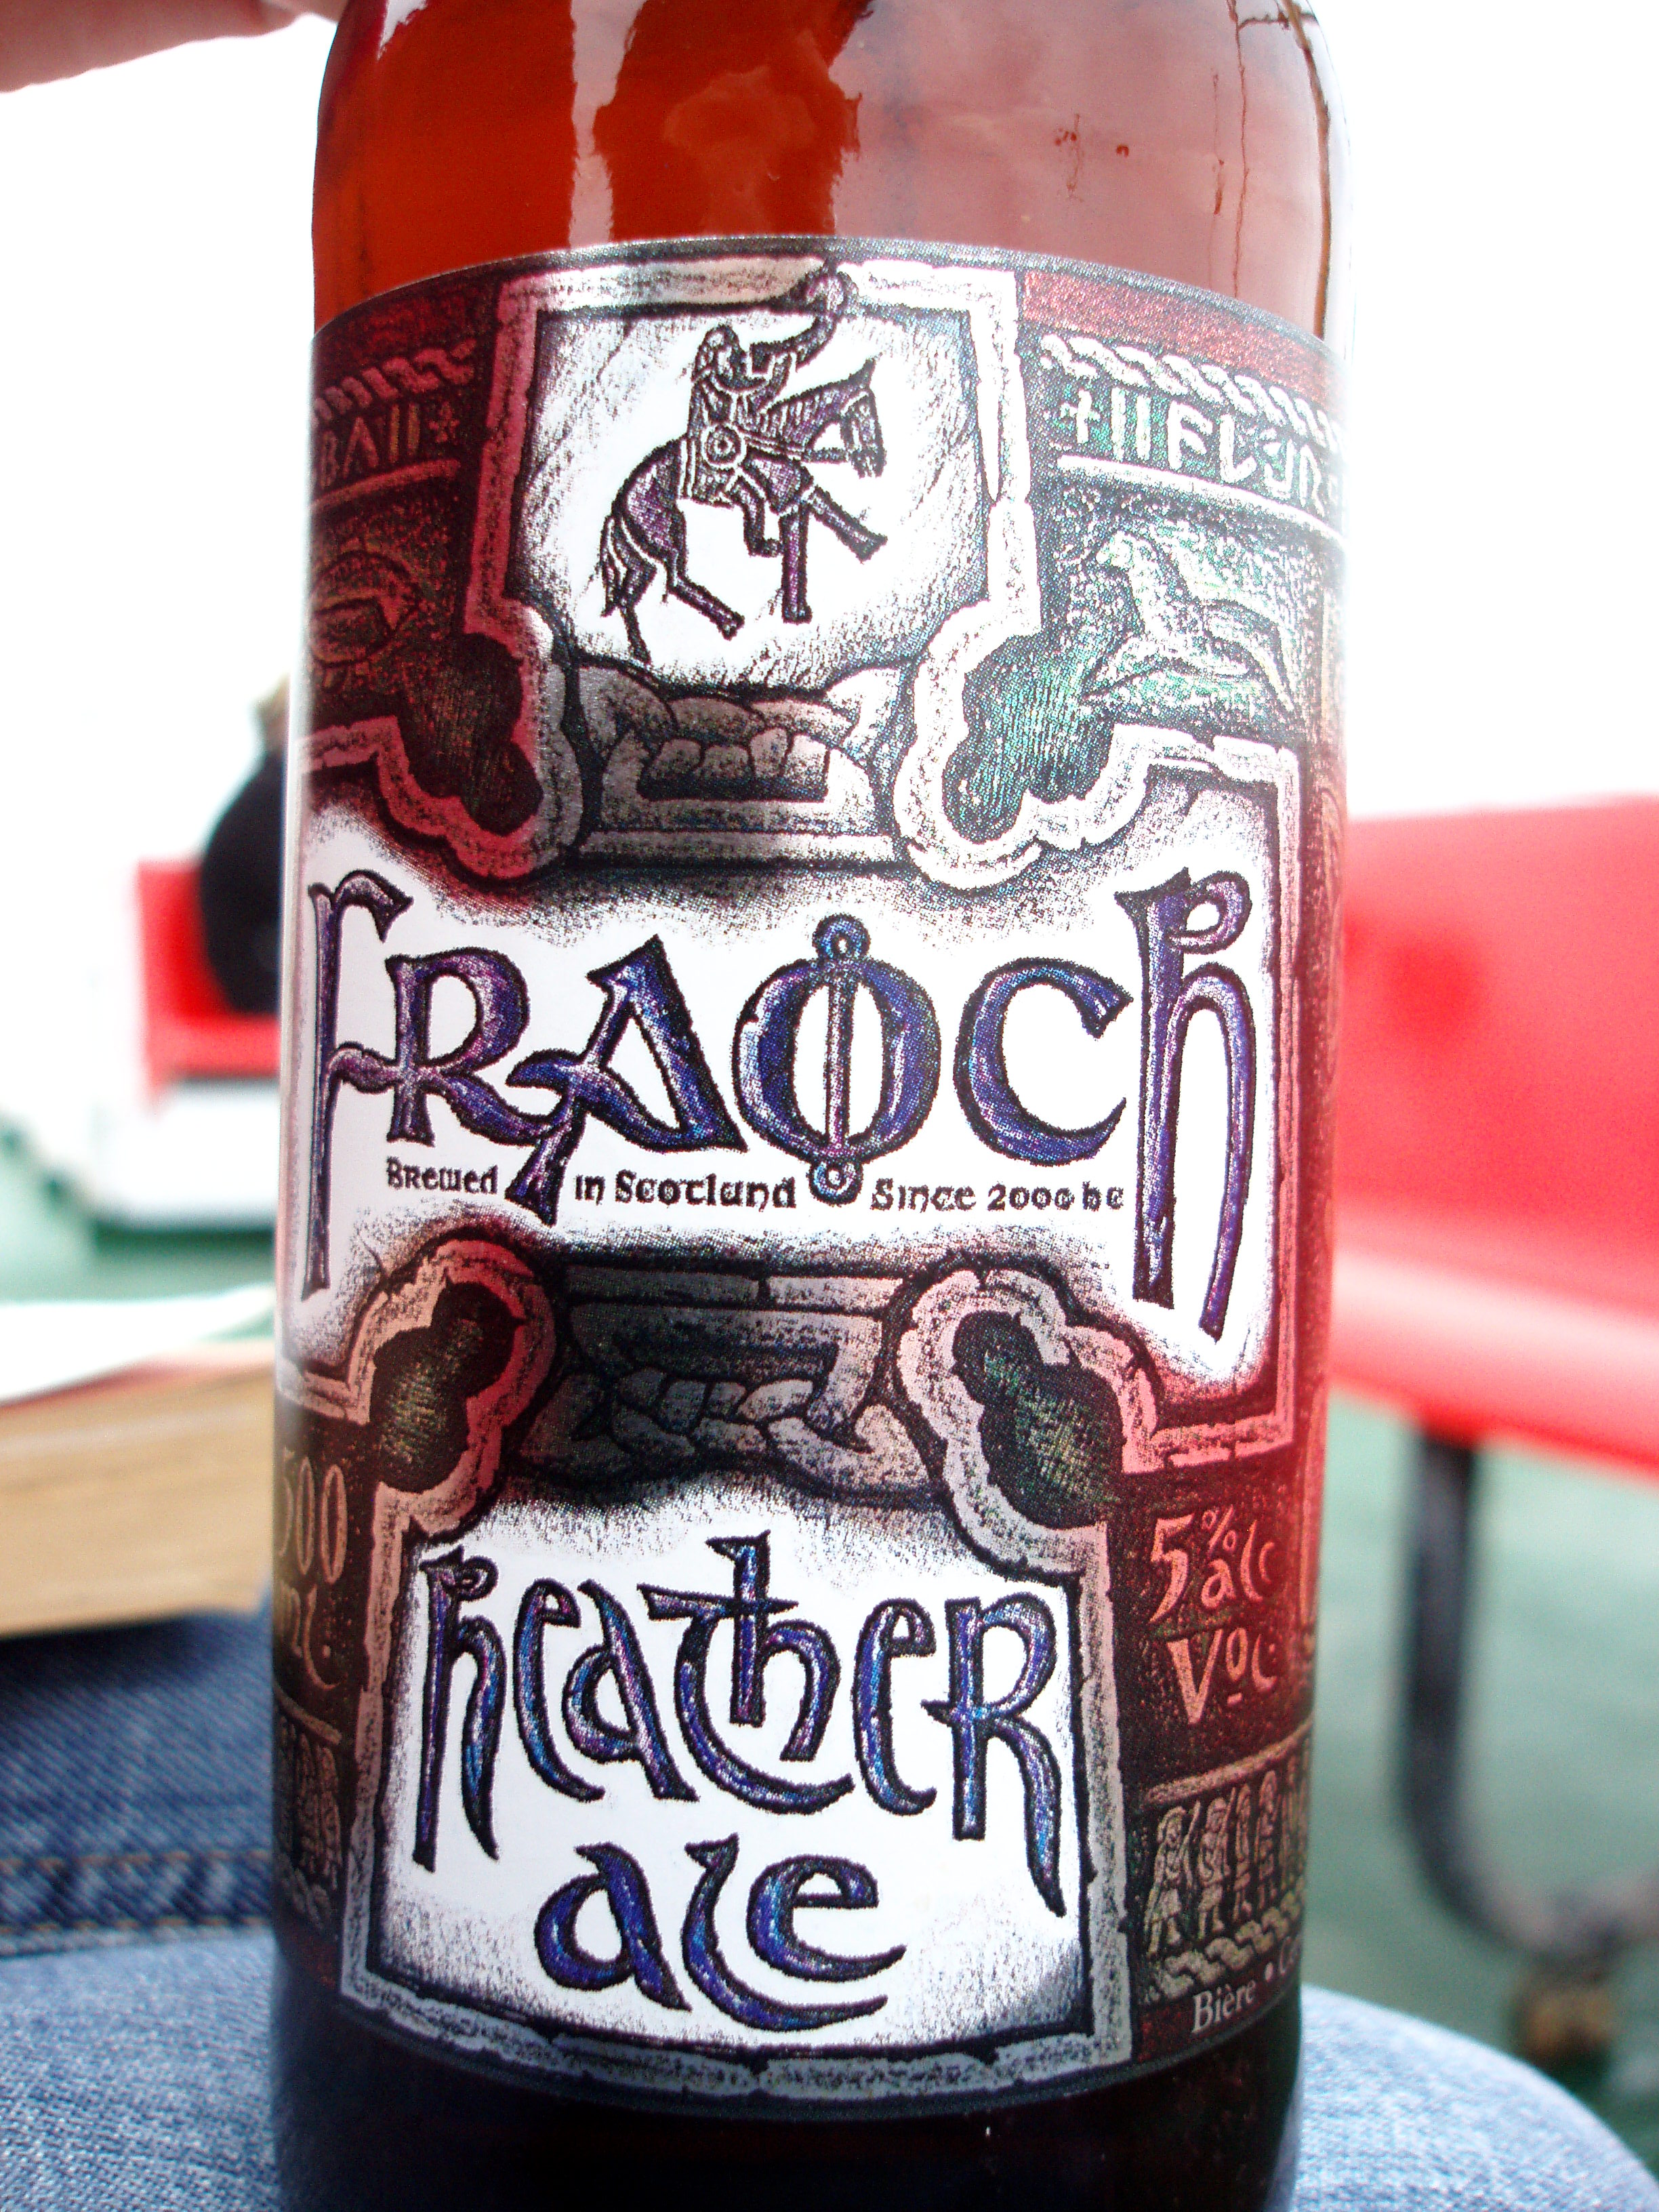 FRAOCH
Brewed in Scotland Since 2000 bc
500
ml.
5% alc
Vol
Heather
ale
Bière •